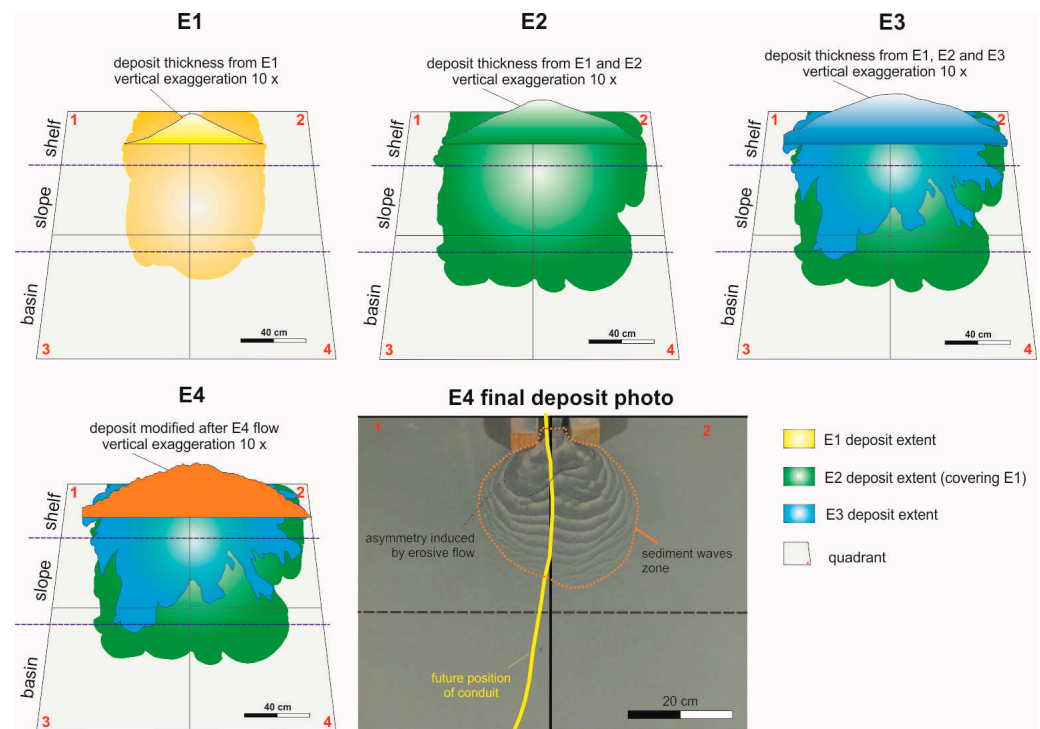 E1
deposit thickness from E1
vertical exaggeration 10 x
1
2
shelf
slope
basin
40 cm
3
4
E2
deposit thickness from E1 and E2
vertical exaggeration 10 x
1
2
shelf
slope
basin
40 cm
3
4
E3
deposit thickness from E1, E2 and E3
vertical exaggeration 10 x
1
2
shelf
slope
basin
40 cm
3
4
E4
deposit modified after E4 flow
vertical exaggeration 10 x
1
2
shelf
slope
basin
40 cm
3
4
E4 final deposit photo
1
2
asymmetry induced
by erosive flow
sediment waves
zone
future position
of conduit
20 cm
E1 deposit extent
E2 deposit extent (covering E1)
E3 deposit extent
quadrant